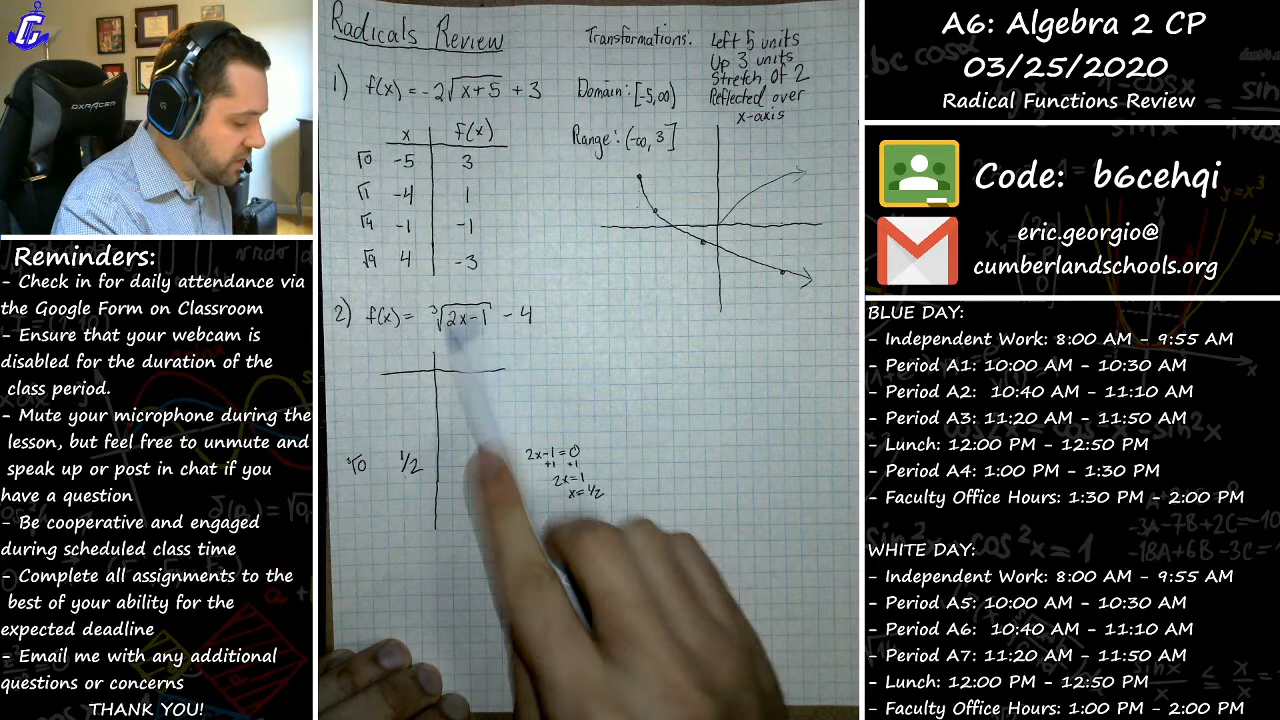 C
DXRACER
G
Reminders:
- Check in for daily attendance via
the Google Form on Classroom
- Ensure that your webcam is
disabled for the duration of the
class period.
- Mute your microphone during the
lesson, but feel free to unmute and
speak up or post in chat if you
have a question
- Be cooperative and engaged
during scheduled class time
- Complete all assignments to the
best of your ability for the
expected deadline
- Email me with any additional
questions or concerns
THANK YOU!
Radicals Review
1) f(x) = -2√x+5 + 3
x f(x)
√0 -5 3
√1 -4 1
√4 -1 -1
√9 4 -3
Transformations: Left 5 units
Up 3 units
Stretch of 2
Reflected over
x-axis
Domain: [-5,∞)
Range: (-∞, 3]
2) f(x) = ³√2x-1 - 4
³√0 1/2
2x-1=0
+1 +1
2x=1
x=1/2
A6: Algebra 2 CP
03/25/2020
Radical Functions Review
Code: b6cehqi
eric.georgio@
cumberlandschools.org
BLUE DAY:
- Independent Work: 8:00 AM - 9:55 AM
- Period A1: 10:00 AM - 10:30 AM
- Period A2: 10:40 AM - 11:10 AM
- Period A3: 11:20 AM - 11:50 AM
- Lunch: 12:00 PM - 12:50 PM
- Period A4: 1:00 PM - 1:30 PM
- Faculty Office Hours: 1:30 PM - 2:00 PM
WHITE DAY:
- Independent Work: 8:00 AM - 9:55 AM
- Period A5: 10:00 AM - 10:30 AM
- Period A6: 10:40 AM - 11:10 AM
- Period A7: 11:20 AM - 11:50 AM
- Lunch: 12:00 PM - 12:50 PM
- Faculty Office Hours: 1:00 PM - 2:00 PM